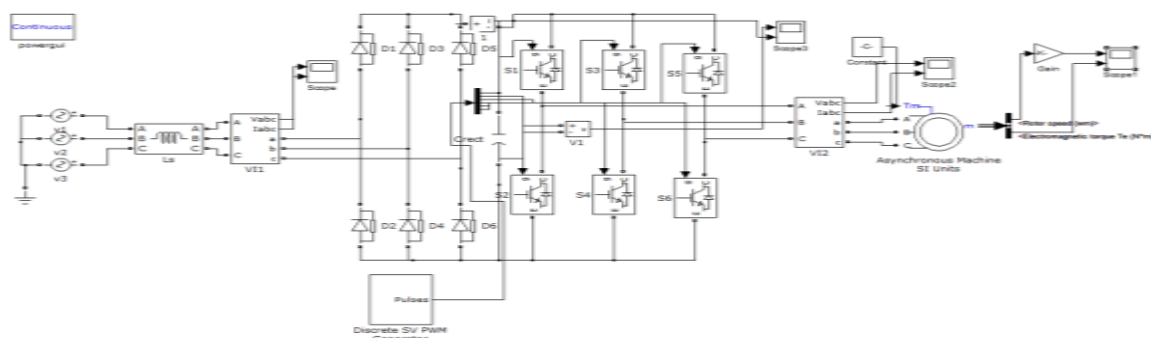 Continuous
powergui
v1
v2
v3
A
B
C
A
B
C
Ls
A
B
C
Vabc
Iabc
a
b
c
VI1
Scope
D1
D3
D5
D2
D4
D6
1
S1
S3
S5
Crect
V1
S2
S4
S6
Pulses
Discrete SV PWM
Scope3
-C-
Constant
A
B
C
Vabc
Iabc
a
b
c
VI2
Scope2
Tm
A
B
C
m
Asynchronous Machine
SI Units
<Rotor speed (wm)>
<Electromagnetic torque Te (N*m
Gain
Scope1